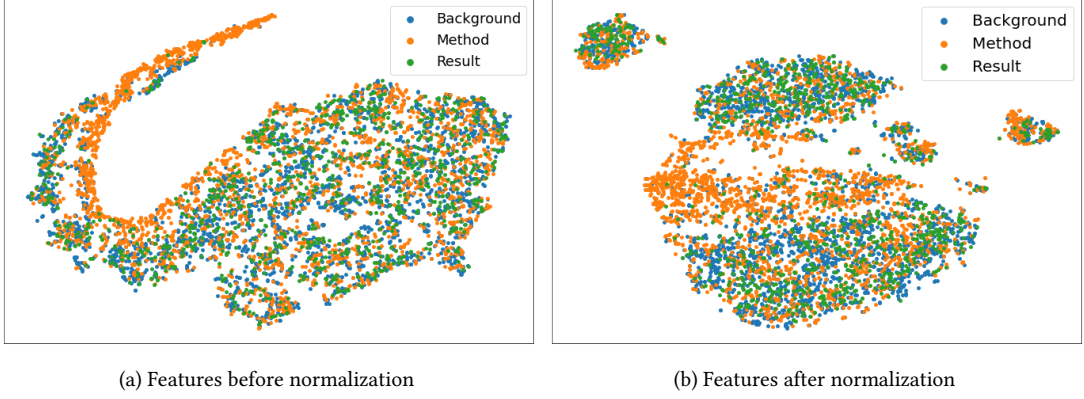 Background
Method
Result
Background
Method
Result
(a) Features before normalization
(b) Features after normalization